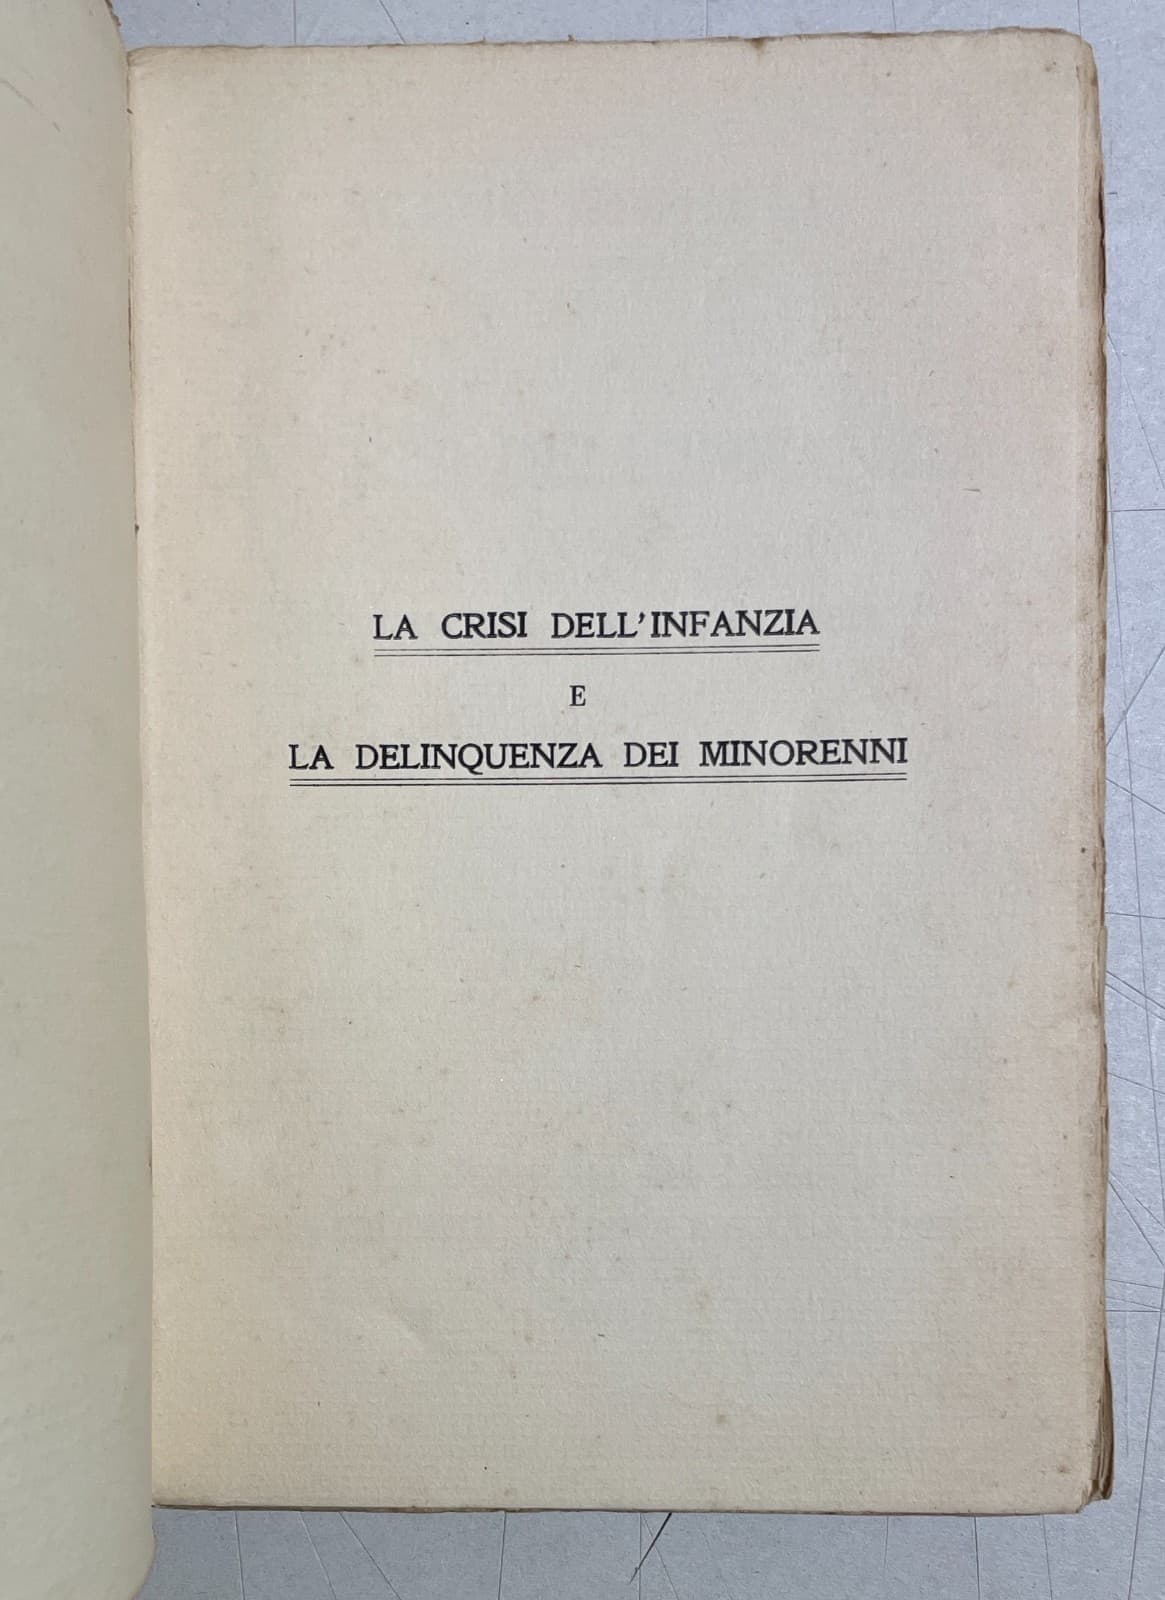 LA CRISI DELL'INFANZIA
E
LA DELINQUENZA DEI MINORENNI